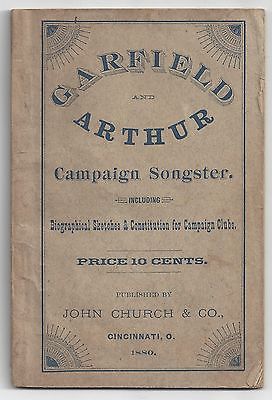 GARFIELD
AND
ARTHUR
Campaign Songster.
INCLUDING
Biographical Sketches & Constitution for Campaign Clubs.
PRICE 10 CENTS.
PUBLISHED BY
JOHN CHURCH & CO.,
CINCINNATI, O.
1880.